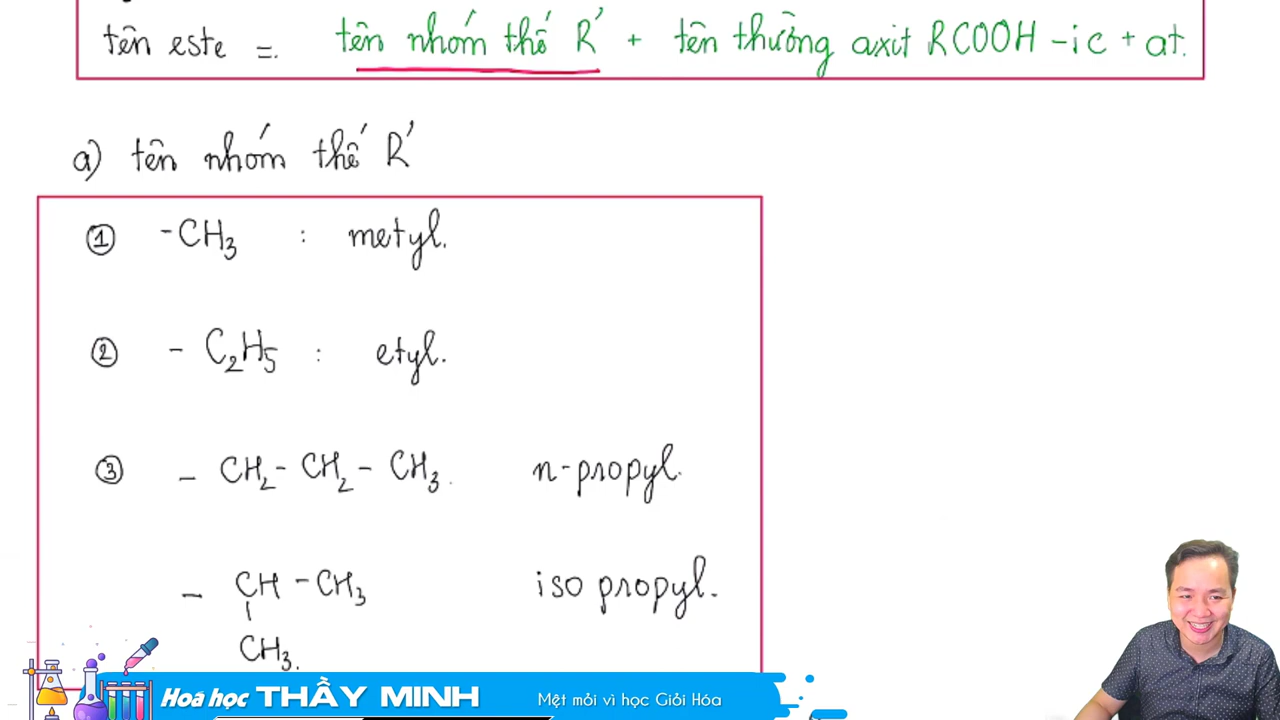 tên este = tên nhóm thế R' + tên thường axit RCOOH -ic + at.
a) tên nhóm thế R'
① -CH3 : metyl.
② - C2H5 : etyl.
③ - CH2 - CH2 - CH3. n-propyl.
- CH - CH3 iso propyl.
CH3.
Hoá học THẦY MINH Mệt mỏi vì học Giỏi Hóa